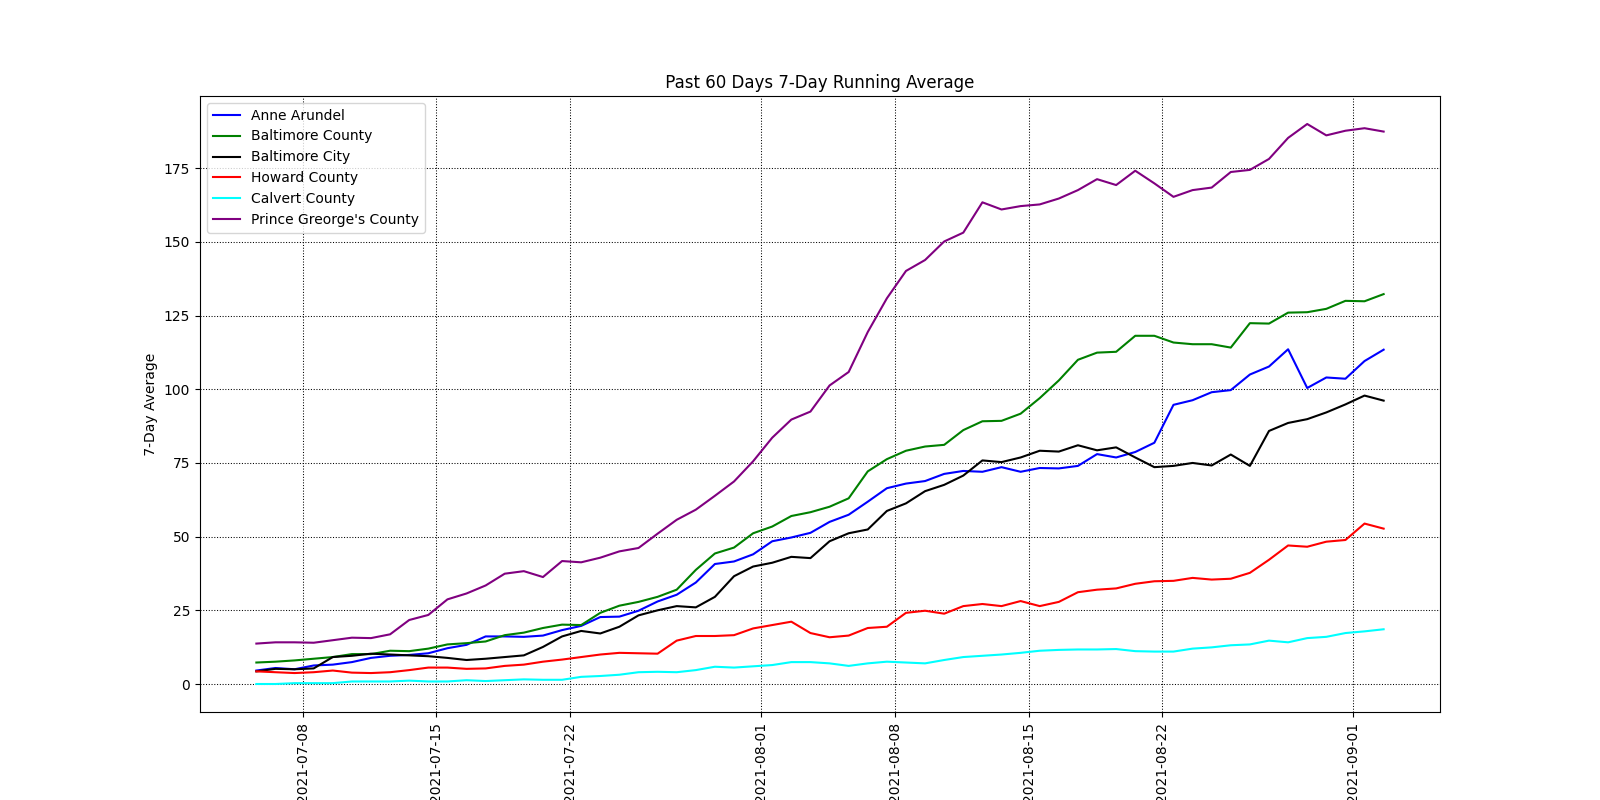 Past 60 Days 7-Day Running Average
Anne Arundel
Baltimore County
Baltimore City
Howard County
Calvert County
Prince Greorge's County
7-Day Average
175
150
125
100
75
50
25
0
2021-07-08
2021-07-15
2021-07-22
2021-08-01
2021-08-08
2021-08-15
2021-08-22
2021-09-01